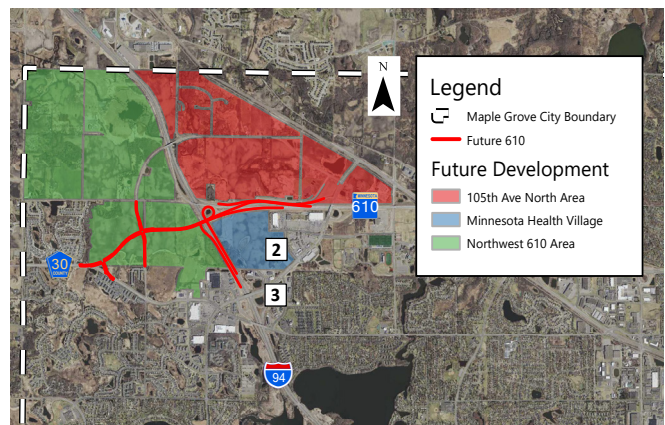 N
Legend
Maple Grove City Boundary
Future 610
Future Development
105th Ave North Area
Minnesota Health Village
Northwest 610 Area
MINNESOTA
610
2
30
COUNTY
3
94